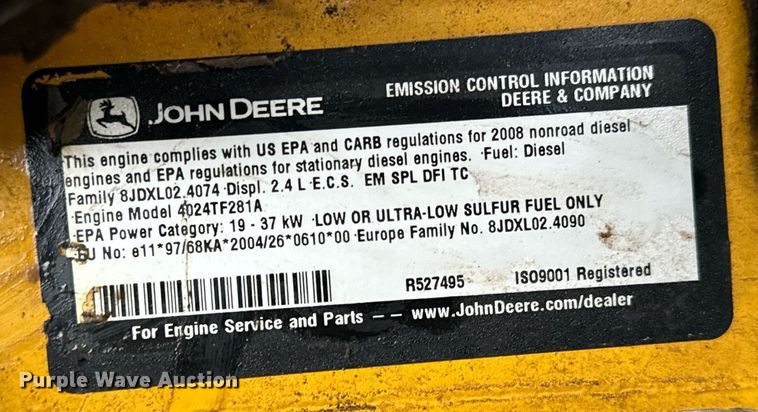 JOHN DEERE
EMISSION CONTROL INFORMATION
DEERE & COMPANY
This engine complies with US EPA and CARB regulations for 2008 nonroad diesel
engines and EPA regulations for stationary diesel engines. Fuel: Diesel
Family 8JDXL02.4074 Displ. 2.4 L E.C.S. EM SPL DFI TC
Engine Model 4024TF281A
EPA Power Category: 19 - 37 kW LOW OR ULTRA-LOW SULFUR FUEL ONLY
EU No: e11*97/68KA*2004/26*0610*00 Europe Family No. 8JDXL02.4090
R527495 ISO9001 Registered
For Engine Service and Parts -- www.JohnDeere.com/dealer
Purple Wave Auction